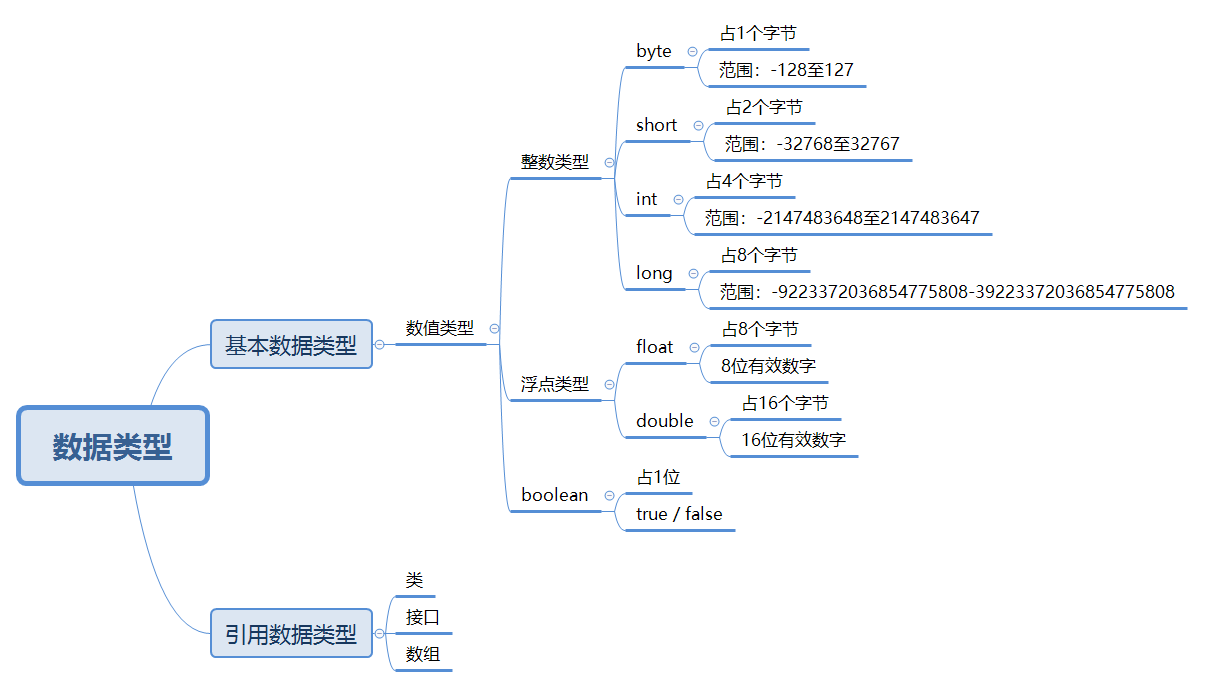 数据类型
基本数据类型
数值类型
整数类型
byte
占1个字节
范围：-128至127
short
占2个字节
范围：-32768至32767
int
占4个字节
范围：-2147483648至2147483647
long
占8个字节
范围：-9223372036854775808-39223372036854775808
浮点类型
float
占8个字节
8位有效数字
double
占16个字节
16位有效数字
boolean
占1位
true / false
引用数据类型
类
接口
数组